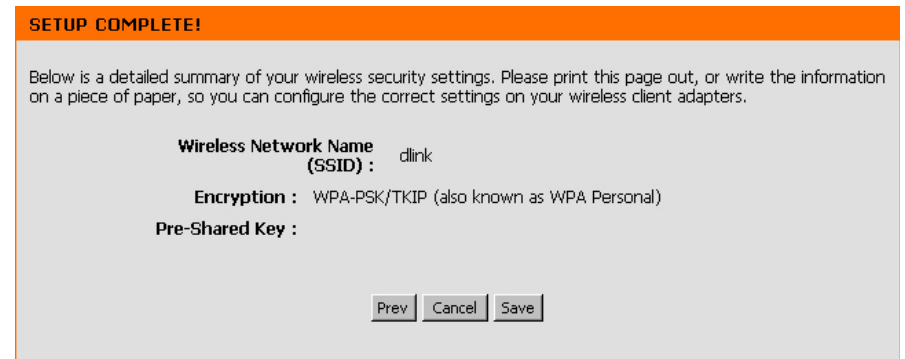 SETUP COMPLETE!
Below is a detailed summary of your wireless security settings. Please print this page out, or write the information
on a piece of paper, so you can configure the correct settings on your wireless client adapters.
Wireless Network Name
(SSID) : dlink
Encryption : WPA-PSK/TKIP (also known as WPA Personal)
Pre-Shared Key :
Prev Cancel Save